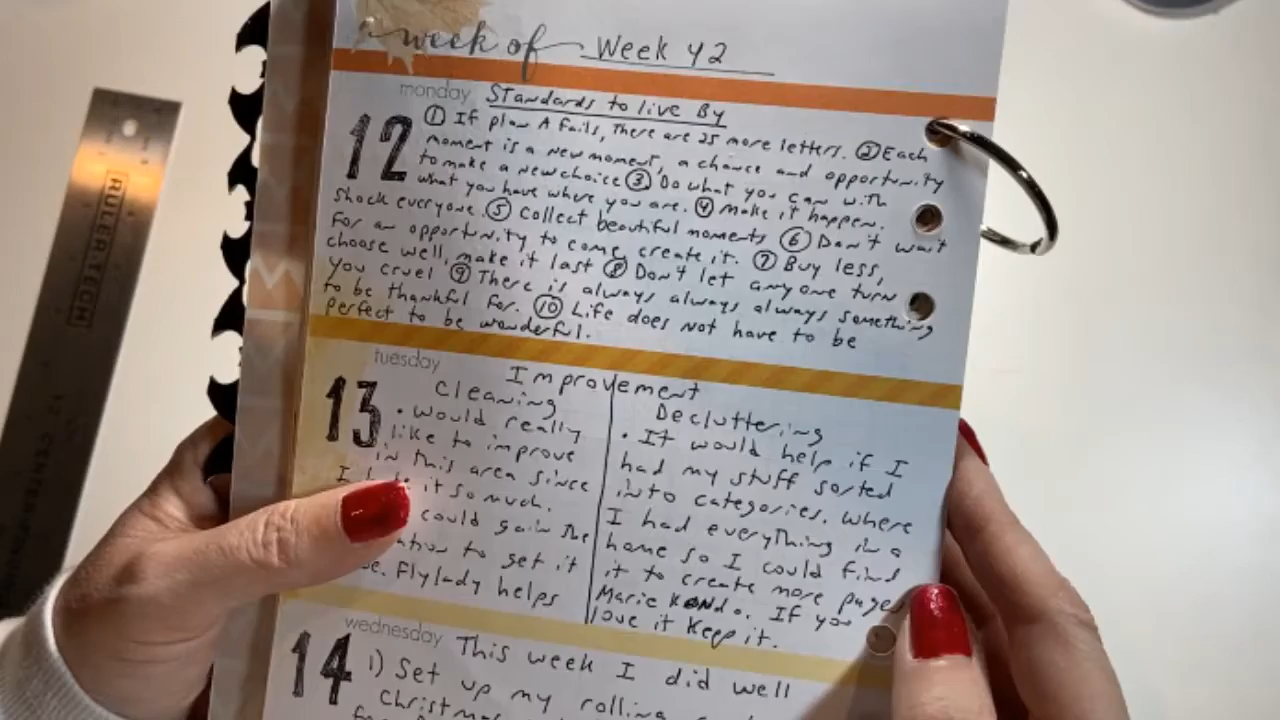 a week of Week 42
monday Standards to live By
12
① If plan A fails, there are 25 more letters. ② Each
moment is a new moment, a chance and opportunity
to make a new choice ③ Do what you can with
what you have where you are. ④ make it happen.
Shock everyone. ⑤ Collect beautiful moments ⑥ Don't wait
for an opportunity to come create it. ⑦ Buy less,
choose well, make it last ⑧ Don't let anyone turn
you cruel ⑨ There is always always always something
to be thankful for. ⑩ Life does not have to be
perfect to be wonderful.
tuesday
13
Improvement
Cleaning
• would really
like to improve
in this area since
I it so much.
could gain the
to get it
Flylady helps
Decluttering
• It would help if I
had my stuff sorted
into categories. Where
I had everything in a
home so I could find
it to create more pages
Marie Kondo. If you
love it Keep it.
wednesday
14
This week I did well
1) Set up my rolling
Christmas
RULER.TECH